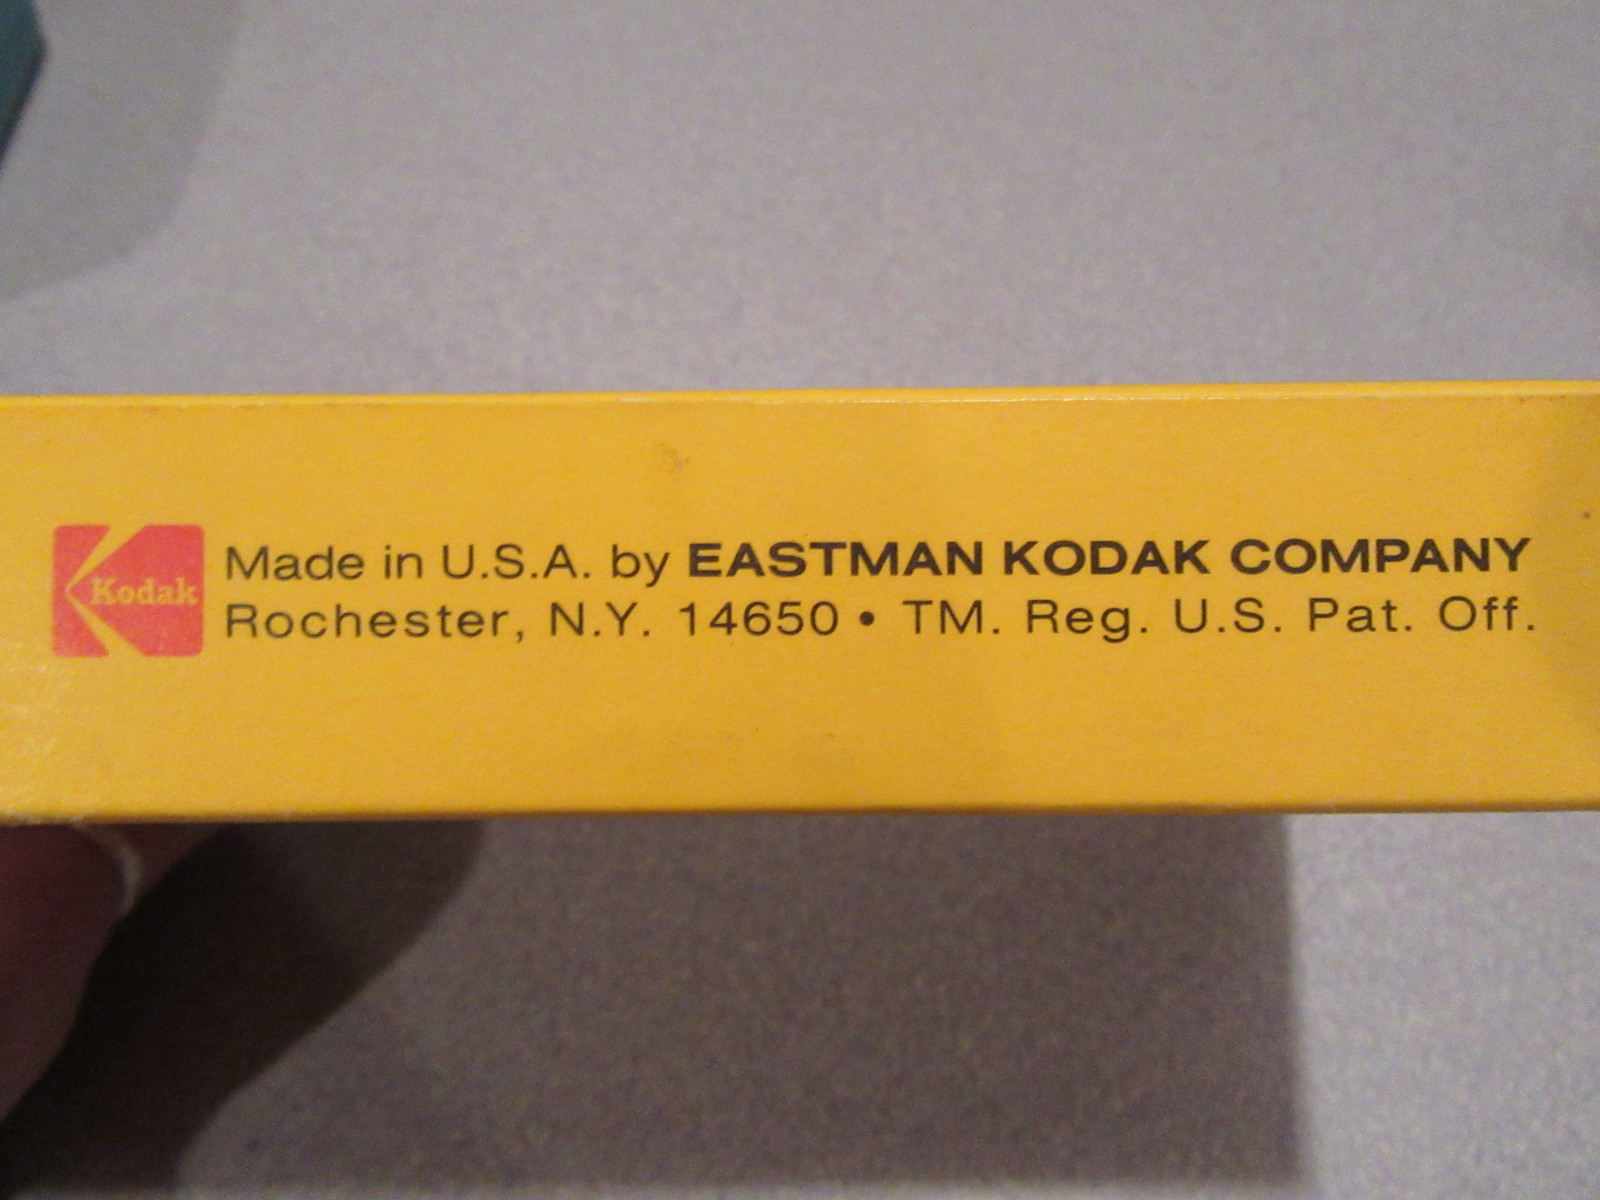 Kodak
Made in U.S.A. by EASTMAN KODAK COMPANY
Rochester, N.Y. 14650 • TM. Reg. U.S. Pat. Off.